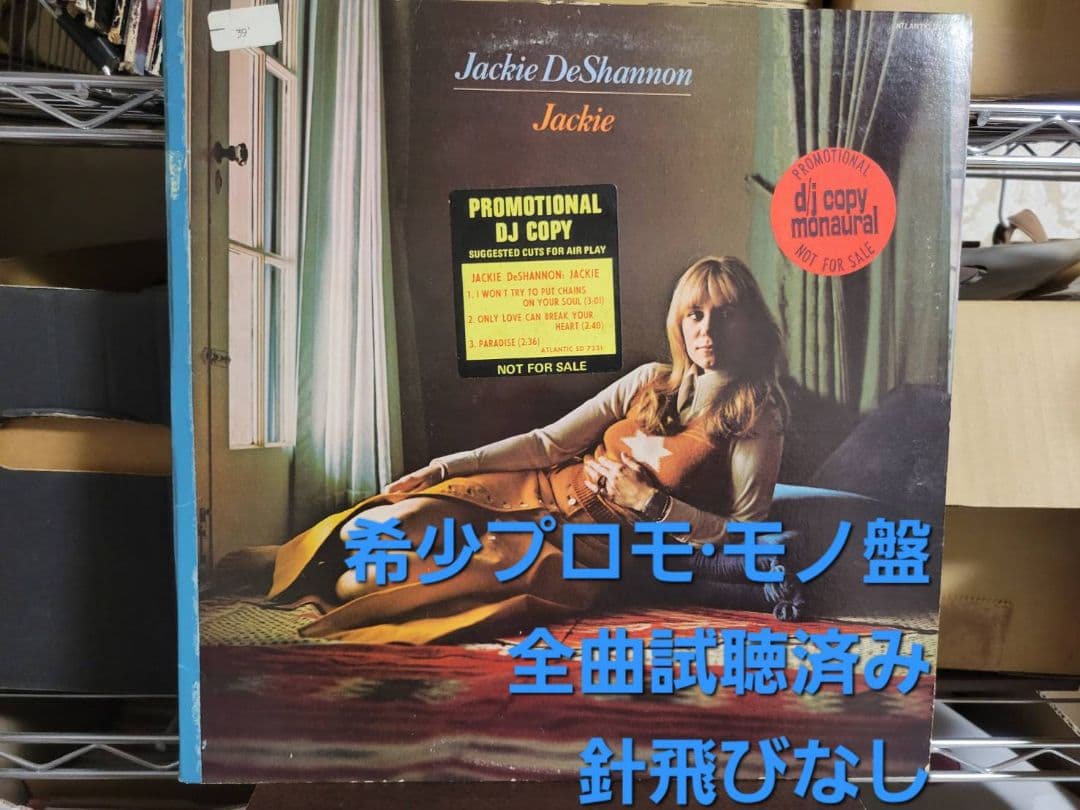 39
ATLANTIC
Jackie DeShannon
Jackie
PROMOTIONAL
d/j copy
monaural
NOT FOR SALE
PROMOTIONAL
DJ COPY
SUGGESTED CUTS FOR AIR PLAY
JACKIE DeSHANNON: JACKIE
1. I WON'T TRY TO PUT CHAINS
ON YOUR SOUL (3:01)
2. ONLY LOVE CAN BREAK YOUR
HEART (2:40)
3. PARADISE (2:36)
ATLANTIC SD 7231
NOT FOR SALE
希少プロモ・モノ盤
全曲試聴済み
針飛びなし